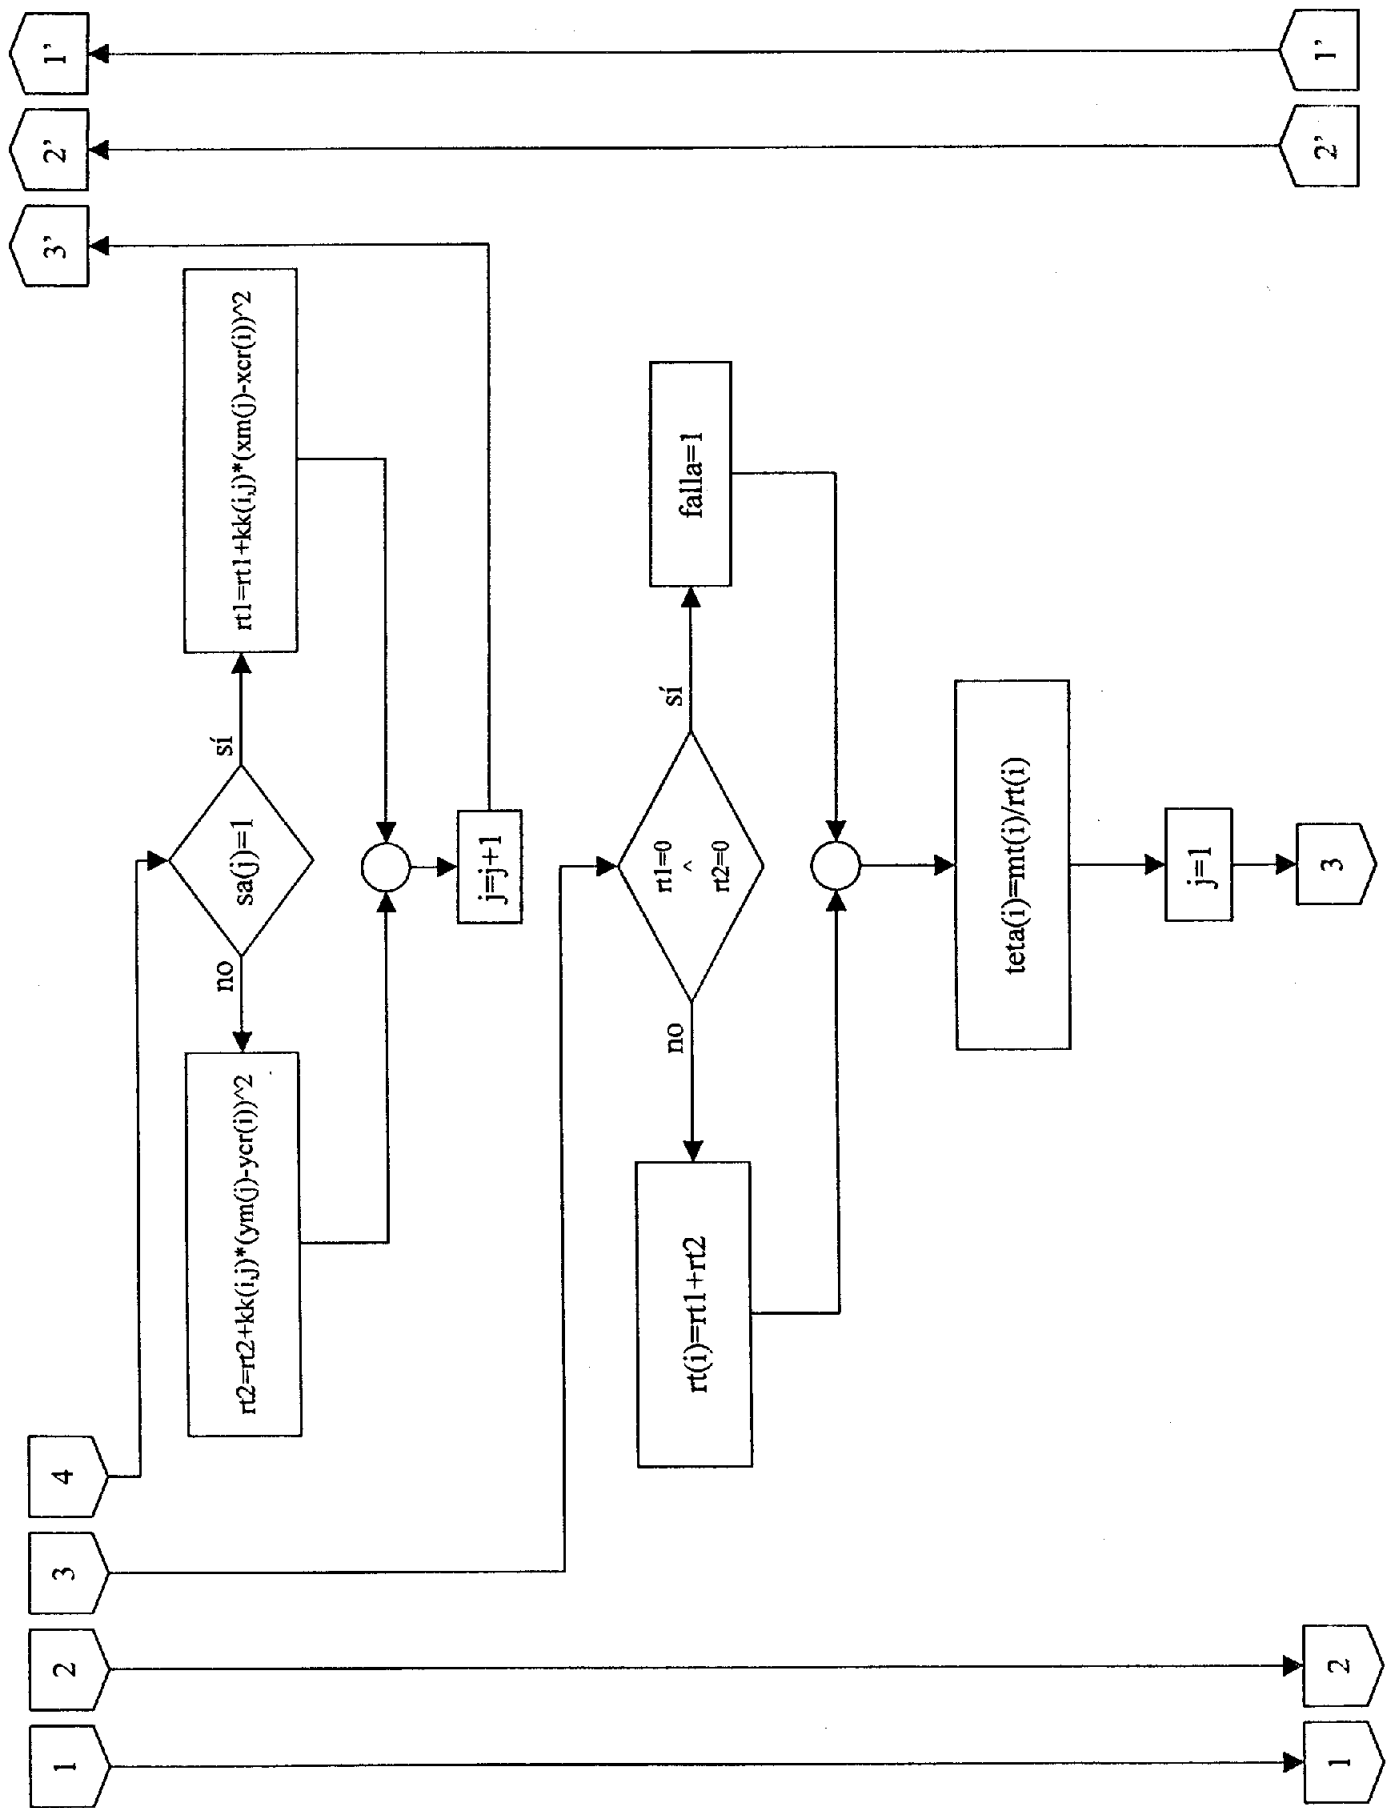 1
2
3
4
3'
2'
1'
sa(j)=1
no
sí
rt2=rt2+kk(i,j)*(ym(j)-ycr(i))^2
rt1=rt1+kk(i,j)*(xm(j)-xcr(i))^2
j=j+1
rt1=0
^
rt2=0
no
sí
rt(i)=rt1+rt2
falla=1
teta(i)=mt(i)/rt(i)
j=1
1
2
3
2'
1'